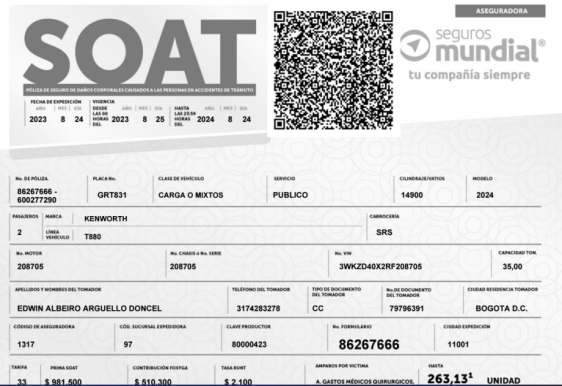 ASEGURADORA
SOAT
seguros
mundial®
tu compañía siempre
PÓLIZA DE SEGURO DE DAÑOS CORPORALES CAUSADOS A LAS PERSONAS EN ACCIDENTES DE TRÁNSITO
FECHA DE EXPEDICIÓN
AÑO MES DÍA
2023 8 24
VIGENCIA
DESDE LAS 00 HORAS DEL
AÑO MES DÍA
2023 8 25
HASTA LAS 23:59 HORAS DEL
AÑO MES DÍA
2024 8 24
No. DE PÓLIZA. PLACA No. CLASE DE VEHÍCULO SERVICIO CILINDRAJE/VATIOS MODELO
86267666 -
600277290 GRT831 CARGA O MIXTOS PUBLICO 14900 2024
PASAJEROS MARCA KENWORTH CARROCERÍA
2 LÍNEA VEHÍCULO T880 SRS
No. MOTOR No. CHASIS ó No. SERIE No. VIN CAPACIDAD TON.
208705 208705 3WKZD40X2RF208705 35,00
APELLIDOS Y NOMBRES DEL TOMADOR TELÉFONO DEL TOMADOR TIPO DE DOCUMENTO DEL TOMADOR No. DE DOCUMENTO DEL TOMADOR CIUDAD RESIDENCIA TOMADOR
EDWIN ALBEIRO ARGUELLO DONCEL 3174283278 CC 79796391 BOGOTA D.C.
CÓDIGO DE ASEGURADORA CÓD. SUCURSAL EXPEDIDORA CLAVE PRODUCTOR No. FORMULARIO CIUDAD EXPEDICIÓN
1317 97 80000423 86267666 11001
TARIFA PRIMA SOAT CONTRIBUCIÓN FOSYGA TASA RUNT AMPAROS POR VICTIMA HASTA
33 $ 981.500 $ 510.300 $ 2.100 A. GASTOS MÉDICOS QUIRURGICOS, 263,13¹ UNIDAD